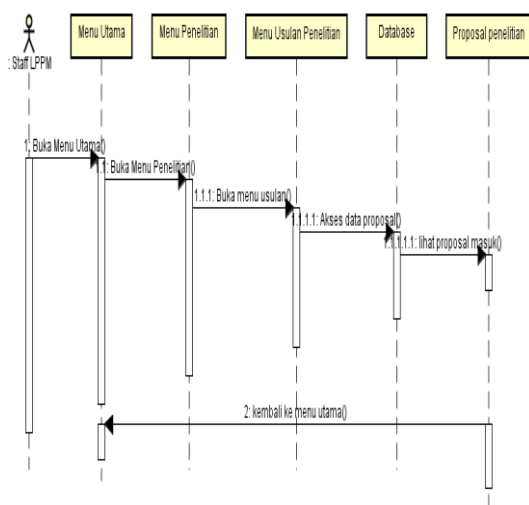 Menu Utama
Menu Penelitian
Menu Usulan Penelitian
Database
Proposal penelitian
: Staff LPPM
1: Buka Menu Utama()
1.1: Buka Menu Penelitian()
1.1.1: Buka menu usulan()
1.1.1.1: Akses data proposal()
1.1.1.1.1: lihat proposal masuk()
2: kembali ke menu utama()